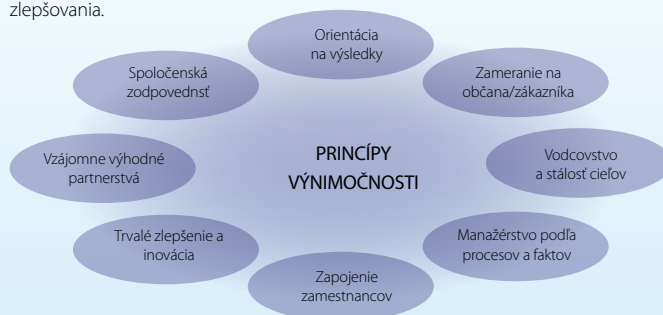 zlepšovania.
Orientácia
na výsledky
Spoločenská
zodpovednsť
Zameranie na
občana/zákazníka
Vzájomne výhodné
partnerstvá
PRINCÍPY
VÝNIMOČNOSTI
Vodcovstvo
a stálosť cieľov
Trvalé zlepšenie a
inovácia
Manažérstvo podľa
procesov a faktov
Zapojenie
zamestnancov